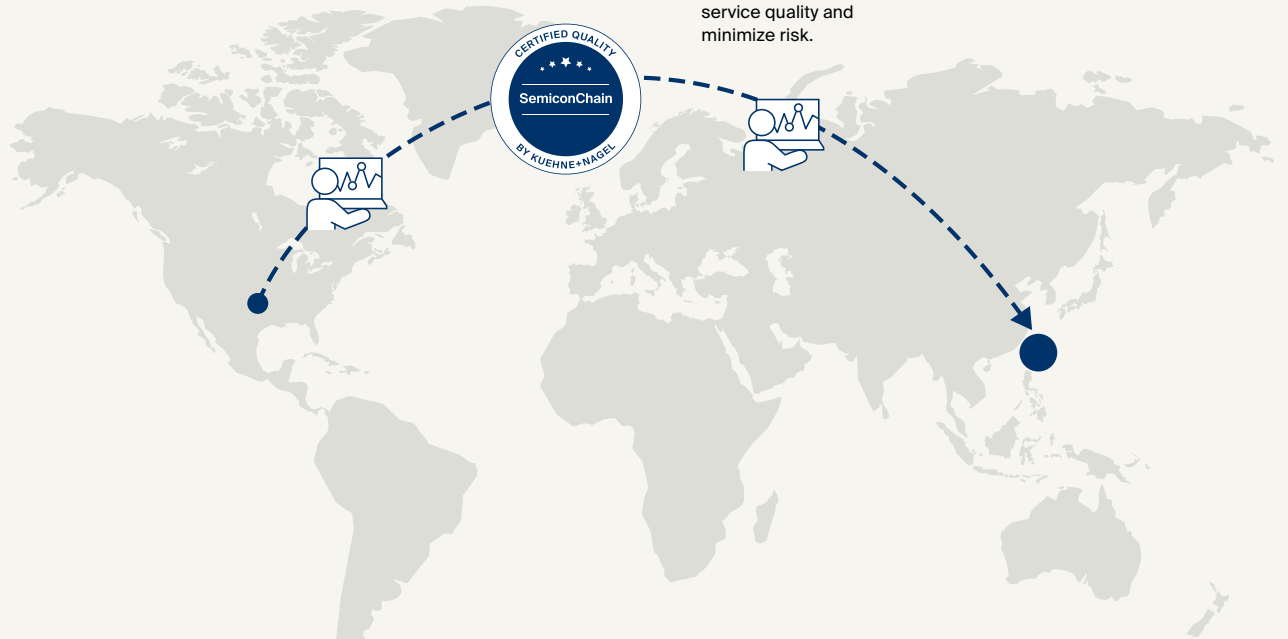 service quality and
minimize risk.
CERTIFIED QUALITY
SemiconChain
BY KUEHNE+NAGEL